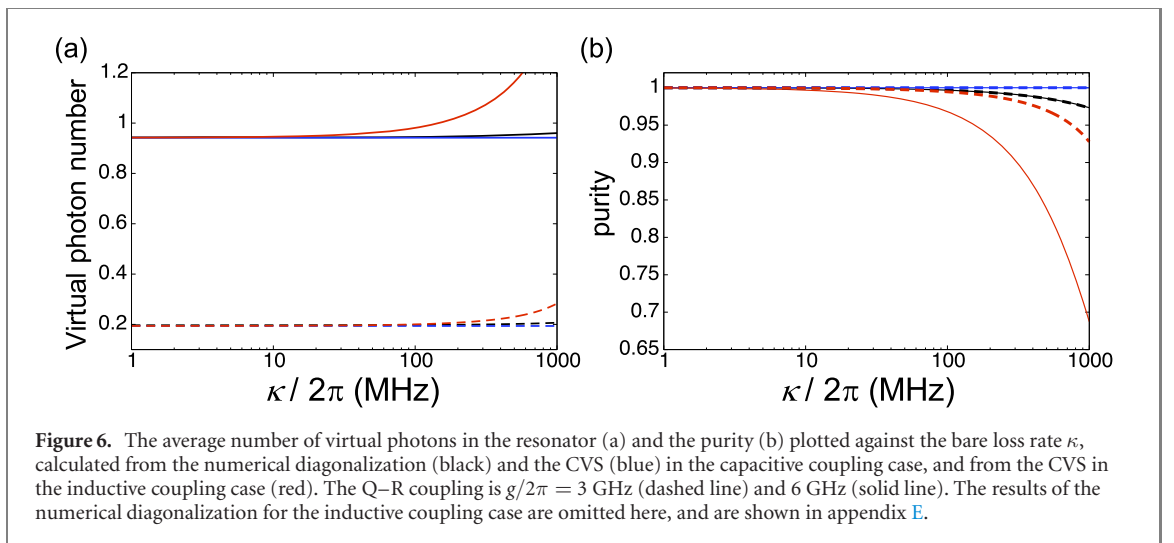 (a)
(b)
Virtual photon number
1.2
1
0.8
0.6
0.4
0.2
1
10
100
1000
κ / 2π (MHz)
purity
1
0.95
0.9
0.85
0.8
0.75
0.7
0.65
1
10
100
1000
κ / 2π (MHz)
Figure 6. The average number of virtual photons in the resonator (a) and the purity (b) plotted against the bare loss rate κ,
calculated from the numerical diagonalization (black) and the CVS (blue) in the capacitive coupling case, and from the CVS in
the inductive coupling case (red). The Q–R coupling is g/2π = 3 GHz (dashed line) and 6 GHz (solid line). The results of the
numerical diagonalization for the inductive coupling case are omitted here, and are shown in appendix E.